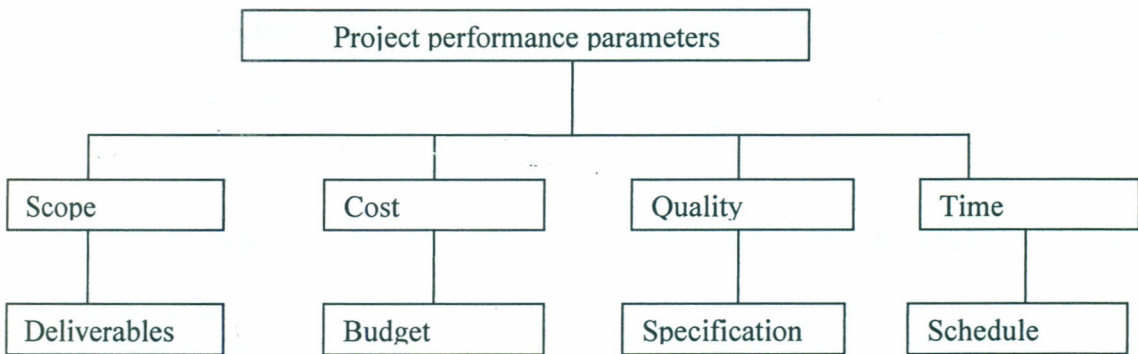 Project performance parameters
Scope
Cost
Quality
Time
Deliverables
Budget
Specification
Schedule